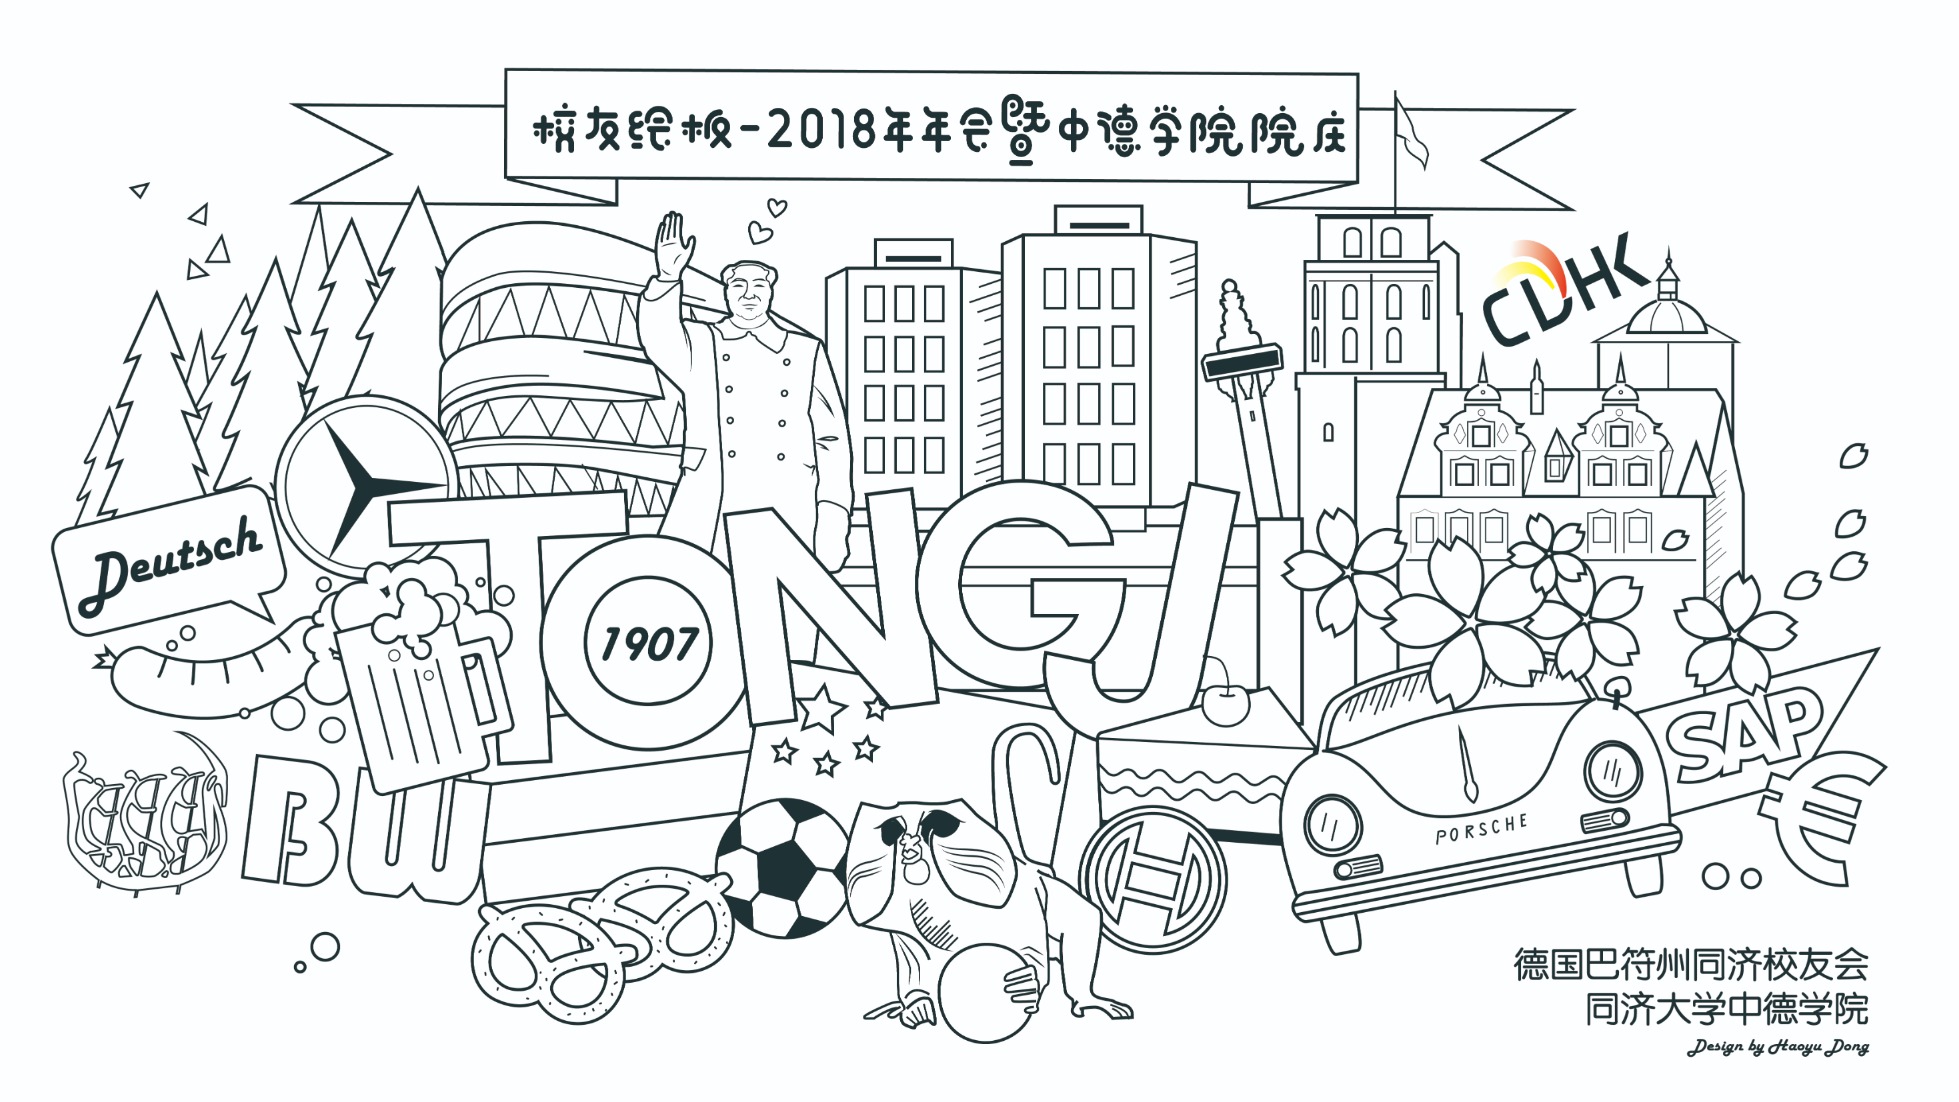 校友绘板-2018年年会暨中德学院院庆
CDHK
Deutsch
TONGJI
1907
BW
SAP
€
PORSCHE
德国巴符州同济校友会
同济大学中德学院
Design by Haoyu Dong